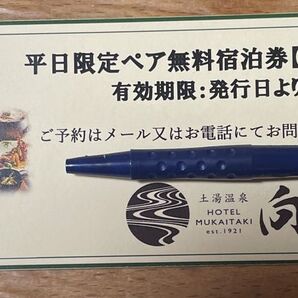 平日限定ペア無料宿泊券【
有効期限：発行日より
ご予約はメール又はお電話にてお問
土湯温泉
HOTEL
MUKAITAKI
est.1921
向